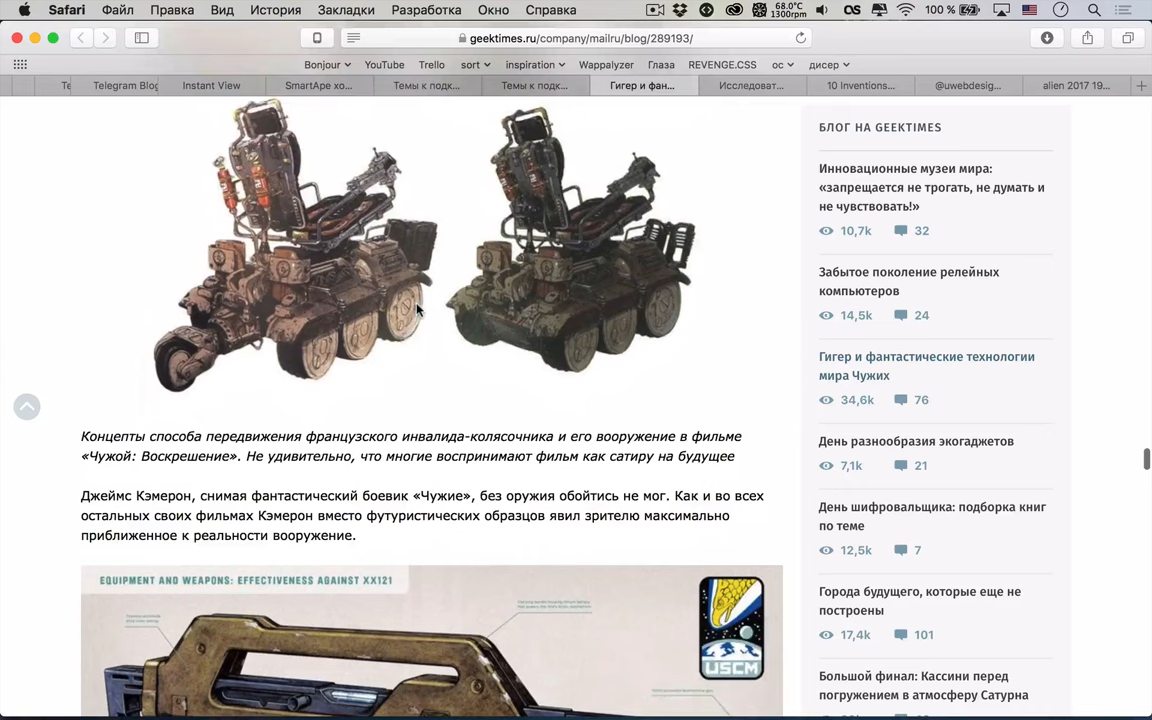 Safari Файл Правка Вид История Закладки Разработка Окно Справка 68.0°C 1300rpm 100 %
geektimes.ru/company/mailru/blog/289193/
Bonjour YouTube Trello sort inspiration Wappalyzer Глаза REVENGE.CSS ос дисер
Te Telegram Blog Instant View SmartApe хо... Темы к подк... Темы к подк... Гигер и фан... Исследоват... 10 Inventions... @uwebdesig... alien 2017 19...
БЛОГ НА GEEKTIMES
Инновационные музеи мира:
«запрещается не трогать, не думать и
не чувствовать!»
10,7k 32
Забытое поколение релейных
компьютеров
14,5k 24
Гигер и фантастические технологии
мира Чужих
34,6k 76
День разнообразия экогаджетов
7,1k 21
День шифровальщика: подборка книг
по теме
12,5k 7
Города будущего, которые еще не
построены
17,4k 101
Большой финал: Кассини перед
погружением в атмосферу Сатурна
Концепты способа передвижения французского инвалида-колясочника и его вооружение в фильме
«Чужой: Воскрешение». Не удивительно, что многие воспринимают фильм как сатиру на будущее
Джеймс Кэмерон, снимая фантастический боевик «Чужие», без оружия обойтись не мог. Как и во всех
остальных своих фильмах Кэмерон вместо футуристических образцов явил зрителю максимально
приближенное к реальности вооружение.
EQUIPMENT AND WEAPONS: EFFECTIVENESS AGAINST XX121
USCM